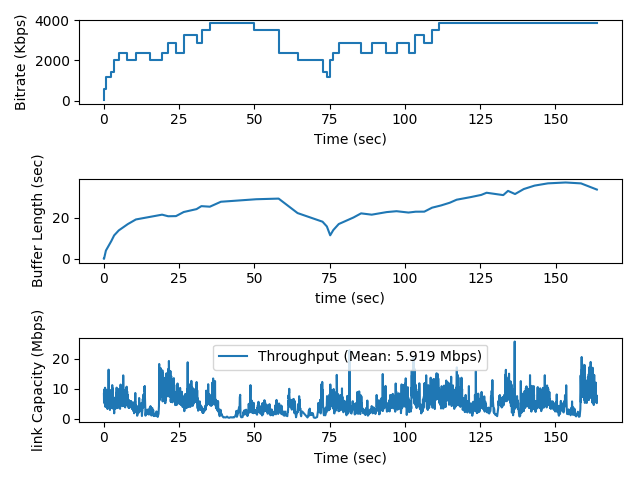 4000
2000
0
Bitrate (Kbps)
0 25 50 75 100 125 150
Time (sec)
20
0
Buffer Length (sec)
0 25 50 75 100 125 150
time (sec)
20
10
0
link Capacity (Mbps)
Throughput (Mean: 5.919 Mbps)
0 25 50 75 100 125 150
Time (sec)